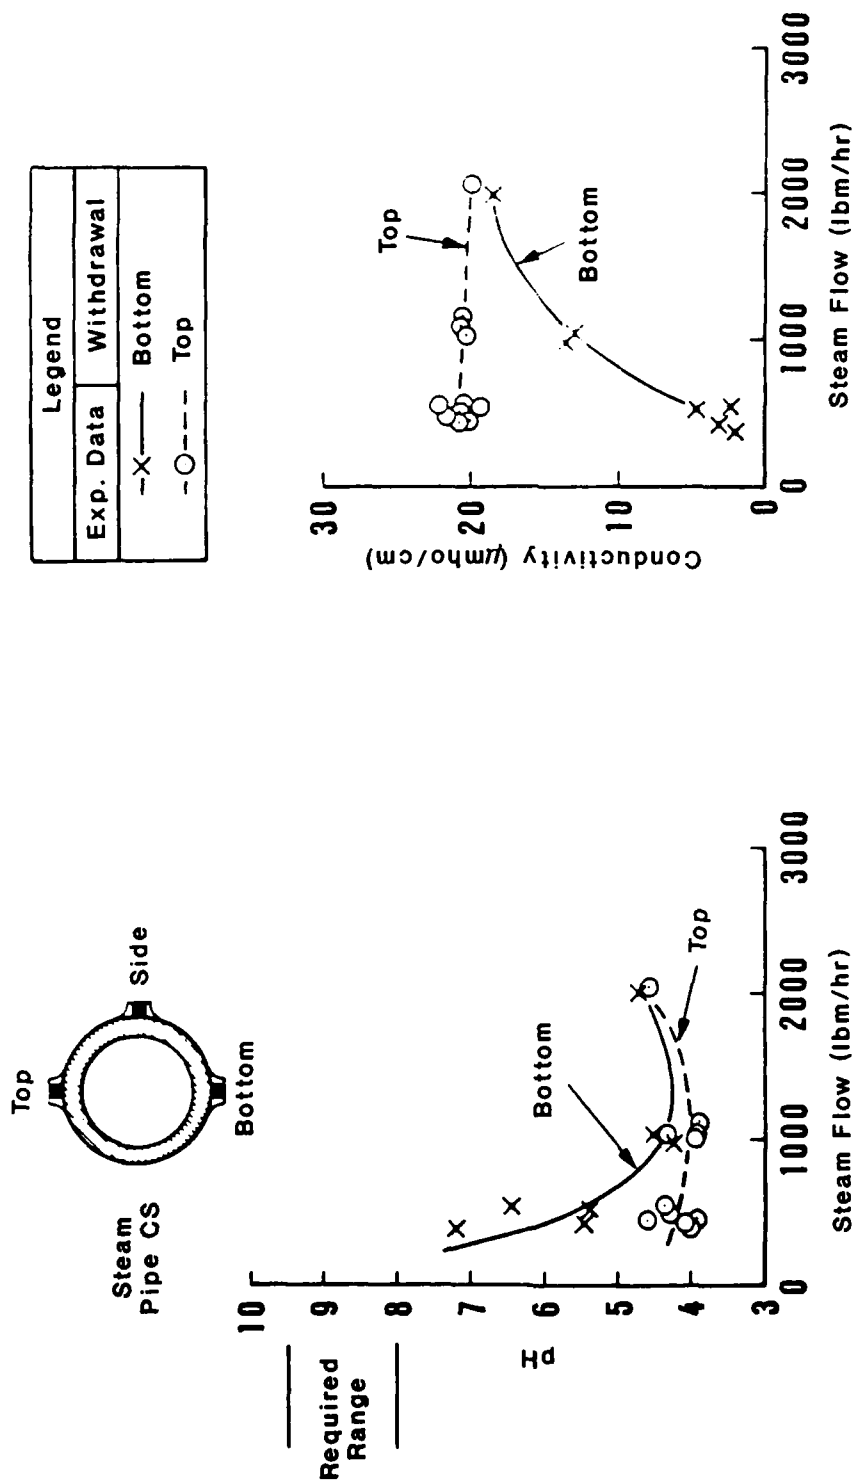 Steam
Pipe CS
Top
Side
Bottom
Legend
Exp. Data Withdrawal
–X— Bottom
–O–– Top
Required
Range
pH
10
9
8
7
6
5
4
3
0 1000 2000 3000
Steam Flow (lbm/hr)
Bottom
Top
Conductivity (μmho/cm)
30
20
10
0
0 1000 2000 3000
Steam Flow (lbm/hr)
Top
Bottom